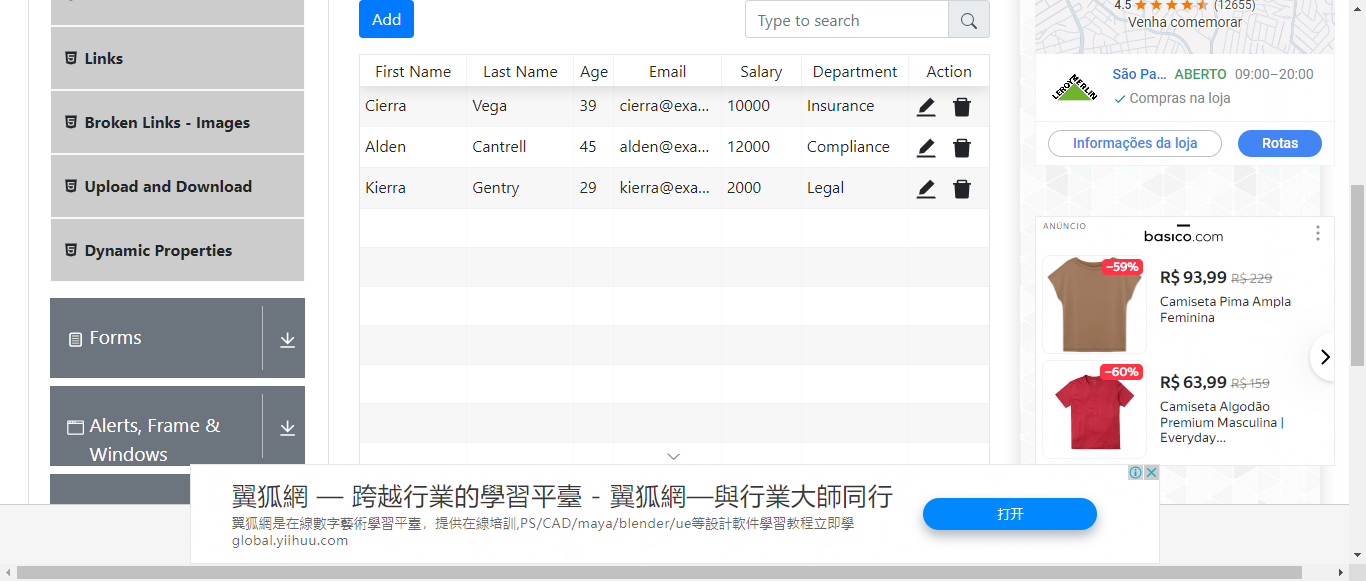 Links
Broken Links - Images
Upload and Download
Dynamic Properties
Forms
Alerts, Frame &
Windows
Add
Type to search
First Name Last Name Age Email Salary Department Action
Cierra Vega 39 cierra@exa... 10000 Insurance
Alden Cantrell 45 alden@exa... 12000 Compliance
Kierra Gentry 29 kierra@exa... 2000 Legal
4.5 (12655)
Venha comemorar
LEROY MERLIN
São Pa... ABERTO 09:00–20:00
Compras na loja
Informações da loja
Rotas
ANÚNCIO
basico.com
−59%
R$ 93,99 R$ 229
Camiseta Pima Ampla
Feminina
−60%
R$ 63,99 R$ 159
Camiseta Algodão
Premium Masculina |
Everyday...
翼狐網 — 跨越行業的學習平臺 - 翼狐網—與行業大師同行
翼狐網是在線數字藝術學習平臺，提供在線培訓,PS/CAD/maya/blender/ue等設計軟件學習教程立即學
global.yiihuu.com
打开